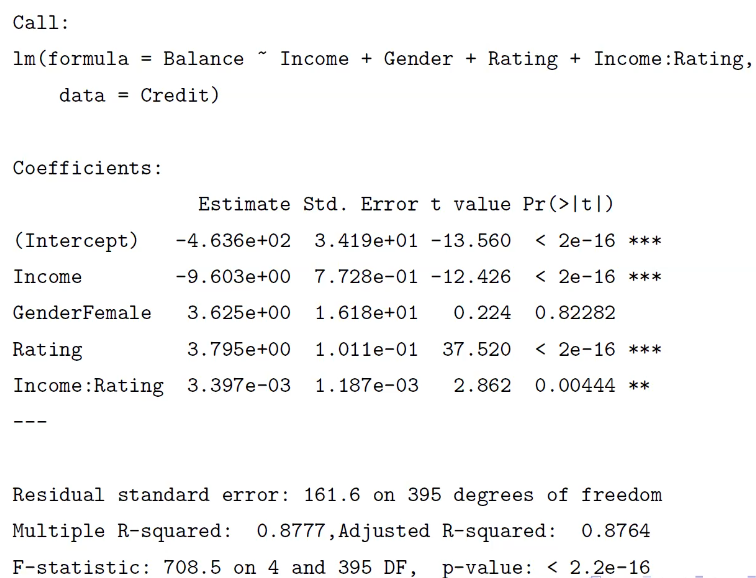 Call:
lm(formula = Balance ~ Income + Gender + Rating + Income:Rating,
    data = Credit)

Coefficients:
                Estimate Std. Error t value Pr(>|t|)
(Intercept)   -4.636e+02  3.419e+01 -13.560  < 2e-16 ***
Income        -9.603e+00  7.728e-01 -12.426  < 2e-16 ***
GenderFemale   3.625e+00  1.618e+01   0.224  0.82282
Rating         3.795e+00  1.011e-01  37.520  < 2e-16 ***
Income:Rating  3.397e-03  1.187e-03   2.862  0.00444 **
---

Residual standard error: 161.6 on 395 degrees of freedom
Multiple R-squared:  0.8777,Adjusted R-squared:  0.8764
F-statistic: 708.5 on 4 and 395 DF,  p-value: < 2.2e-16